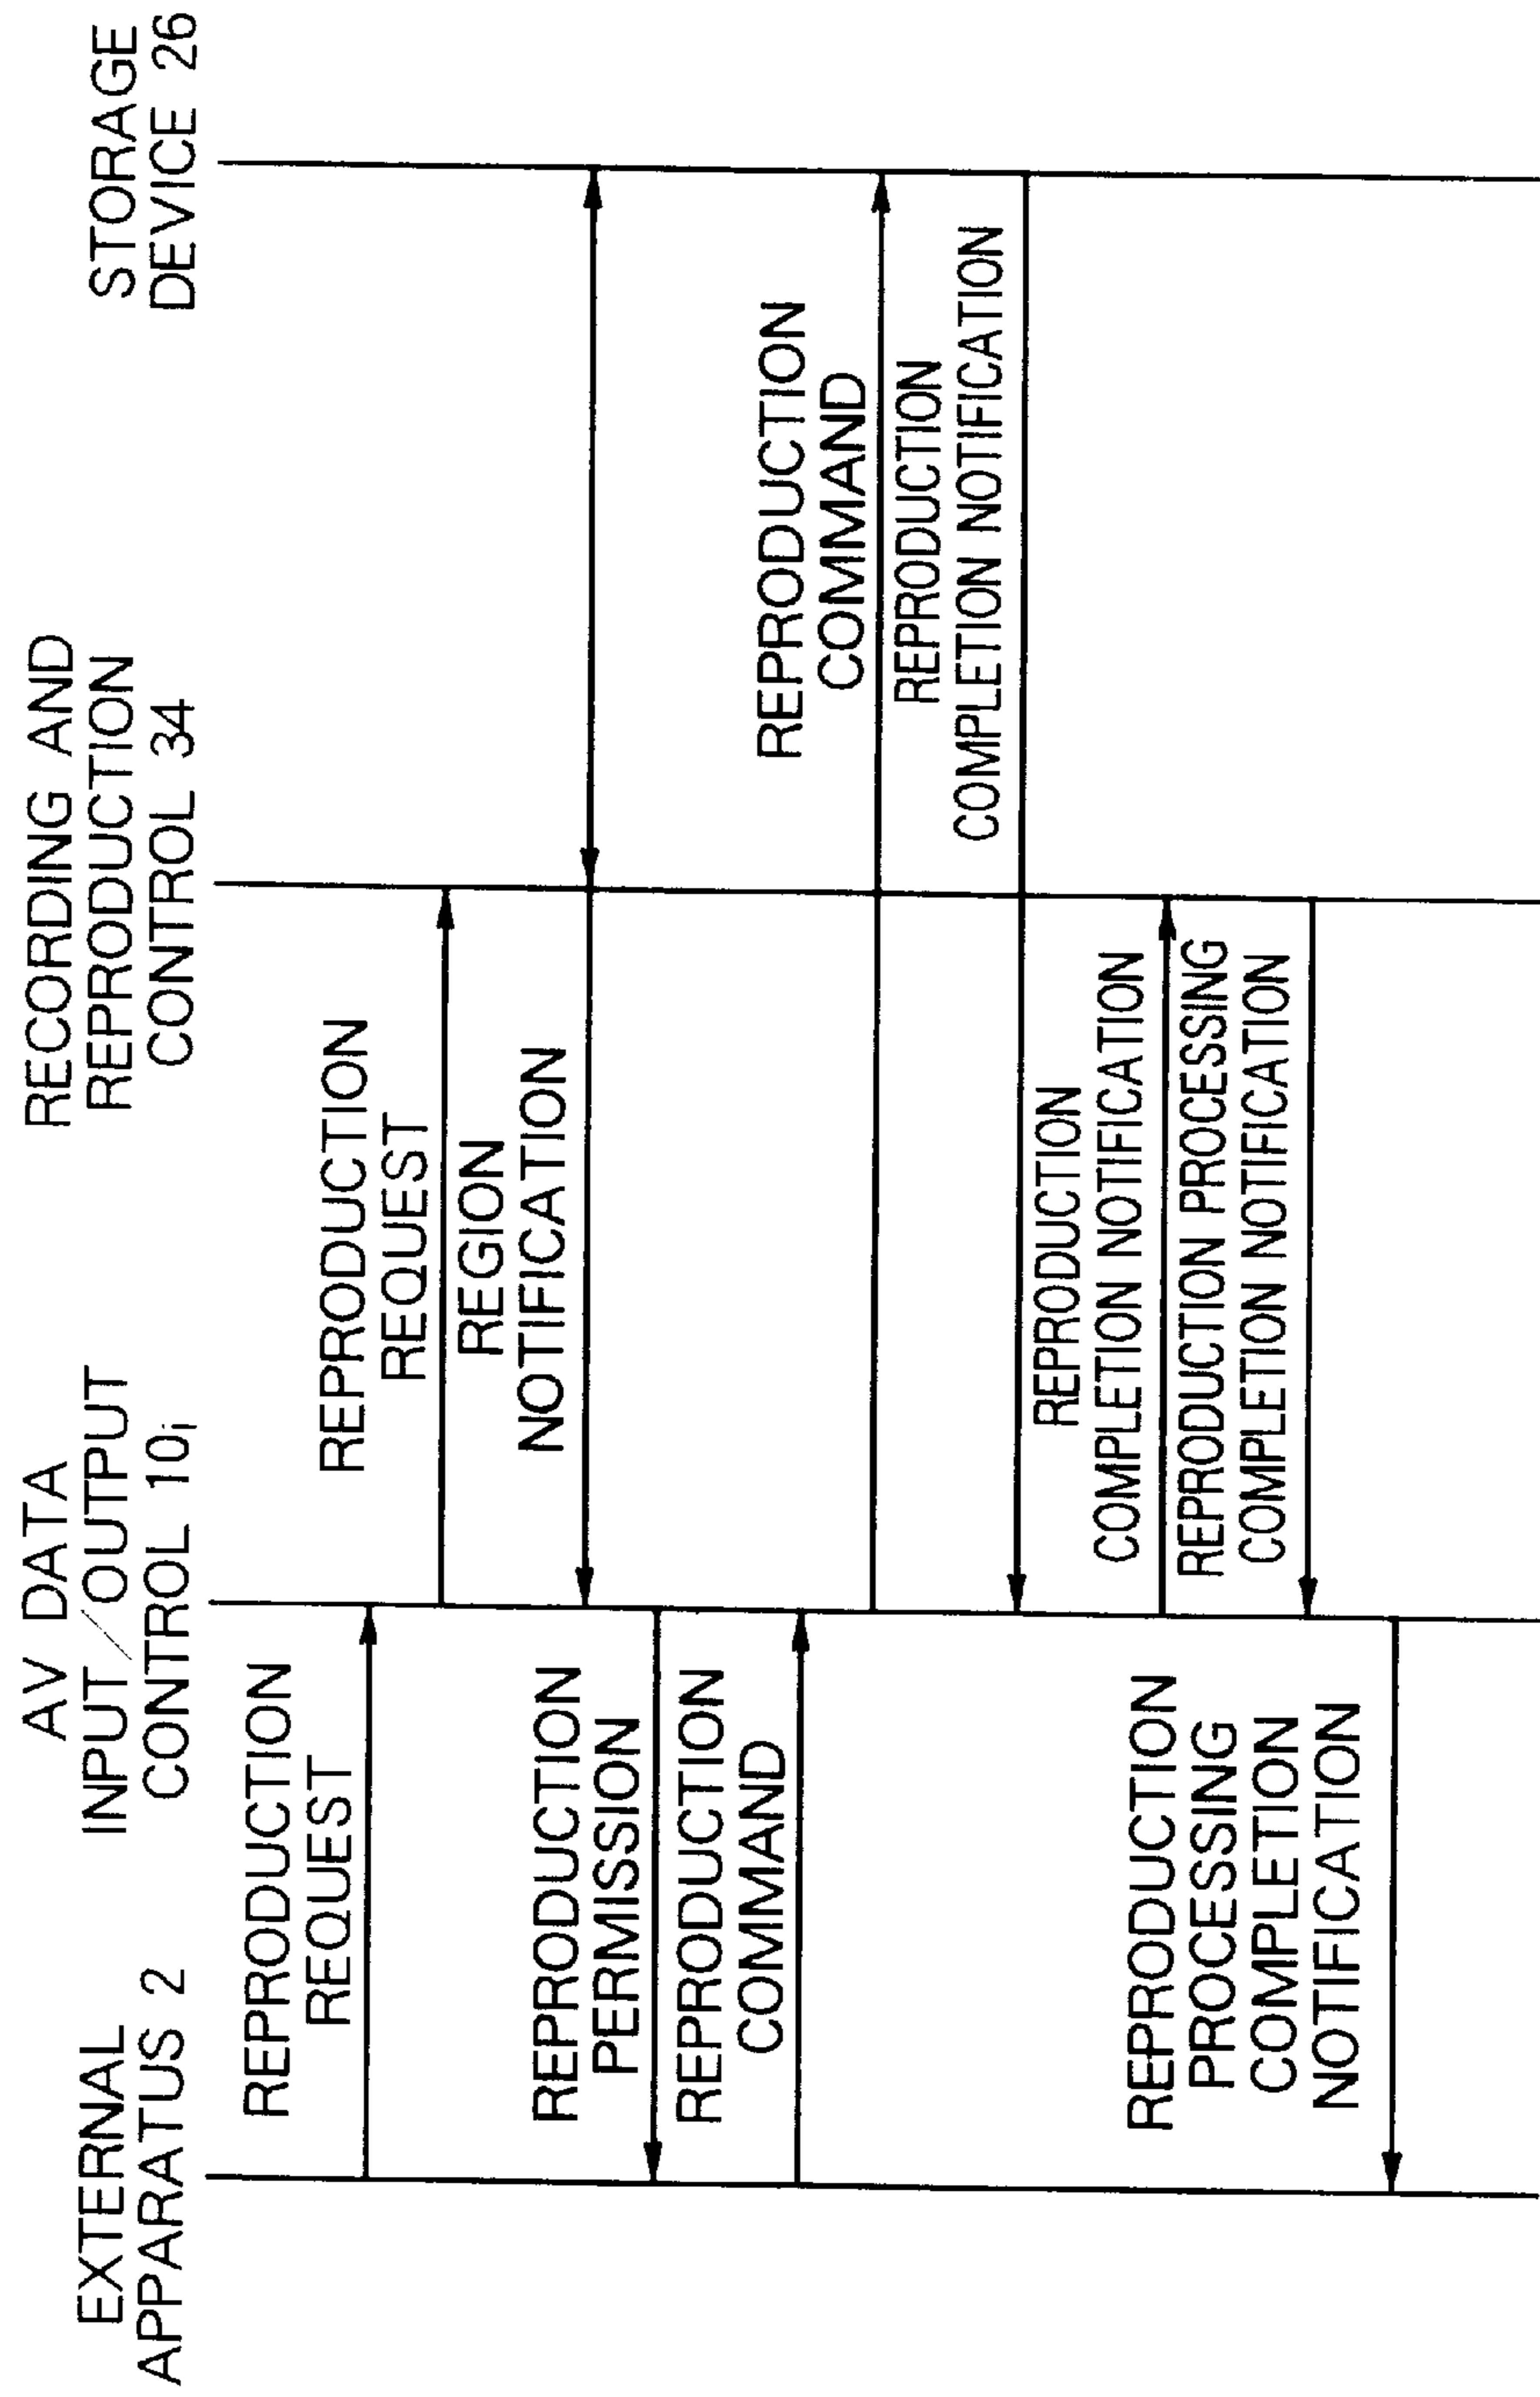 EXTERNAL
APPARATUS 2
AV DATA
INPUT/OUTPUT
CONTROL 10i
RECORDING AND
REPRODUCTION
CONTROL 34
STORAGE
DEVICE 26
REPRODUCTION
REQUEST
REPRODUCTION
REQUEST
REGION
NOTIFICATION
REPRODUCTION
PERMISSION
REPRODUCTION
COMMAND
REPRODUCTION
COMMAND
REPRODUCTION
COMPLETION NOTIFICATION
REPRODUCTION
COMPLETION NOTIFICATION
REPRODUCTION PROCESSING
COMPLETION NOTIFICATION
REPRODUCTION
PROCESSING
COMPLETION
NOTIFICATION